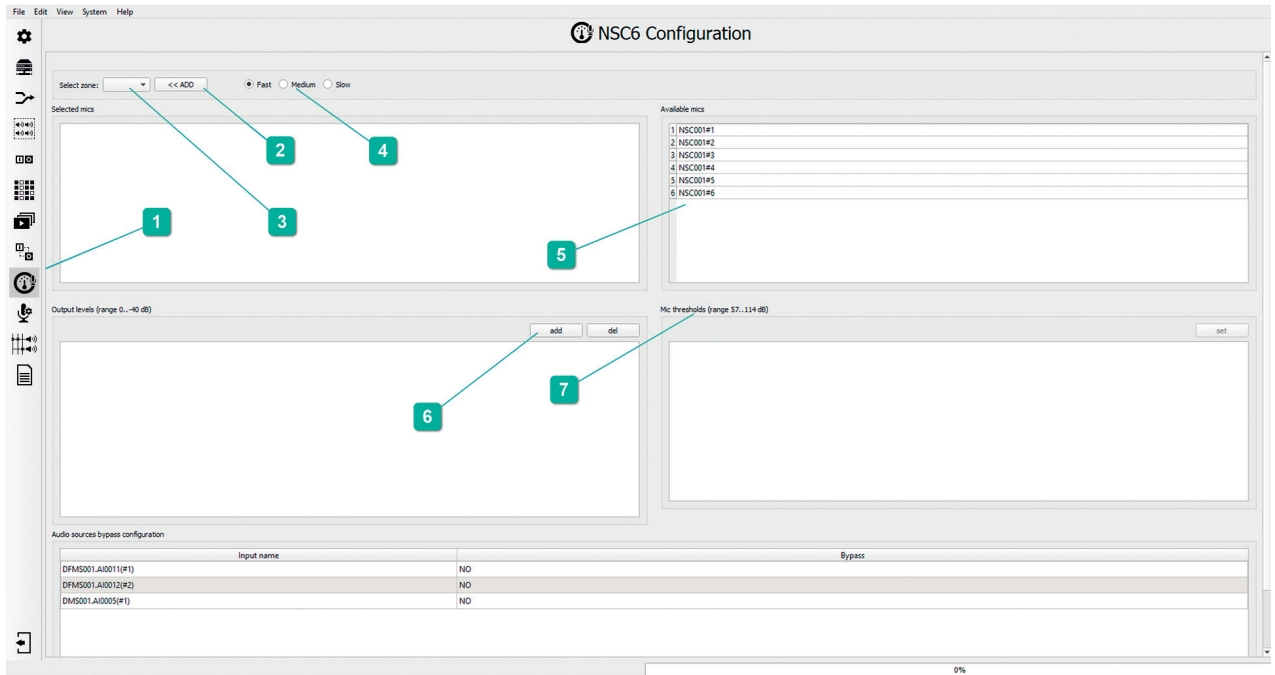 File Edit View System Help
NSC6 Configuration
Select zone: << ADD Fast Medium Slow
Selected mics
Available mics
1 NSC001#1
2 NSC001#2
3 NSC001#3
4 NSC001#4
5 NSC001#5
6 NSC001#6
2
4
1
3
5
Output levels (range 0..-40 dB)
Mic thresholds (range 57..114 dB)
add del
set
7
6
Audio sources bypass configuration
Input name Bypass
DFMS001.AI0011(#1) NO
DFMS001.AI0012(#2) NO
DMS001.AI0005(#1) NO
0%